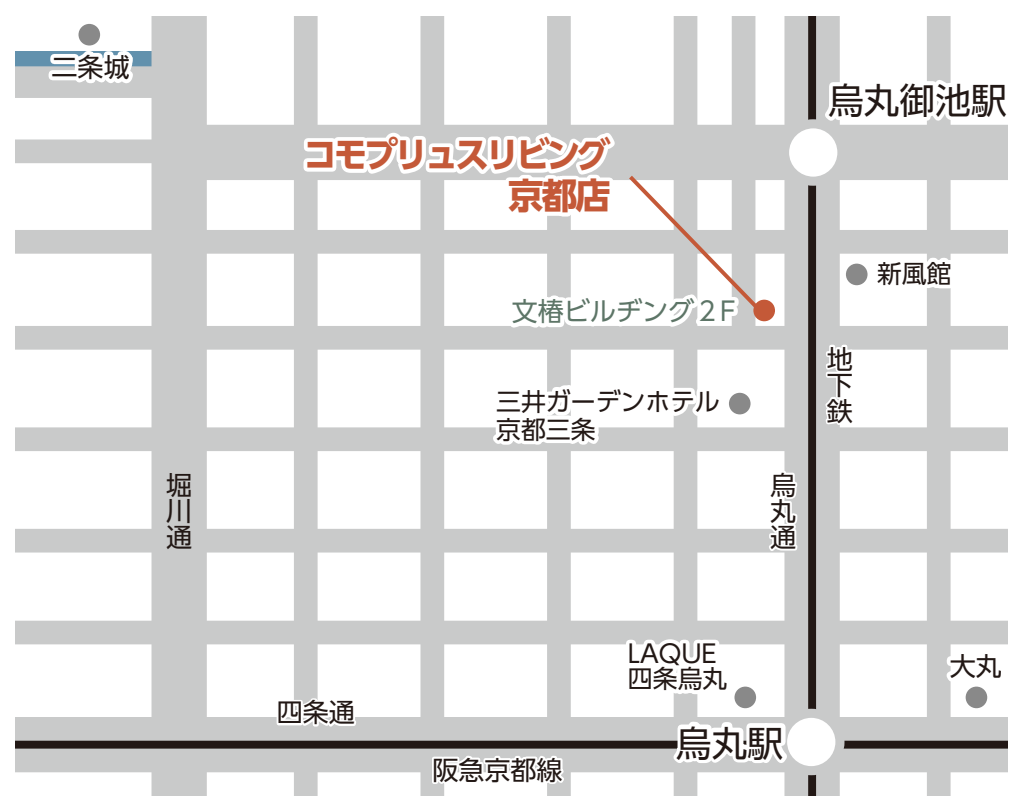 二条城
烏丸御池駅
コモプリュスリビング
京都店
新風館
文椿ビルヂング2F
地下鉄
三井ガーデンホテル
京都三条
堀川通
烏丸通
LAQUE
四条烏丸
大丸
四条通
烏丸駅
阪急京都線